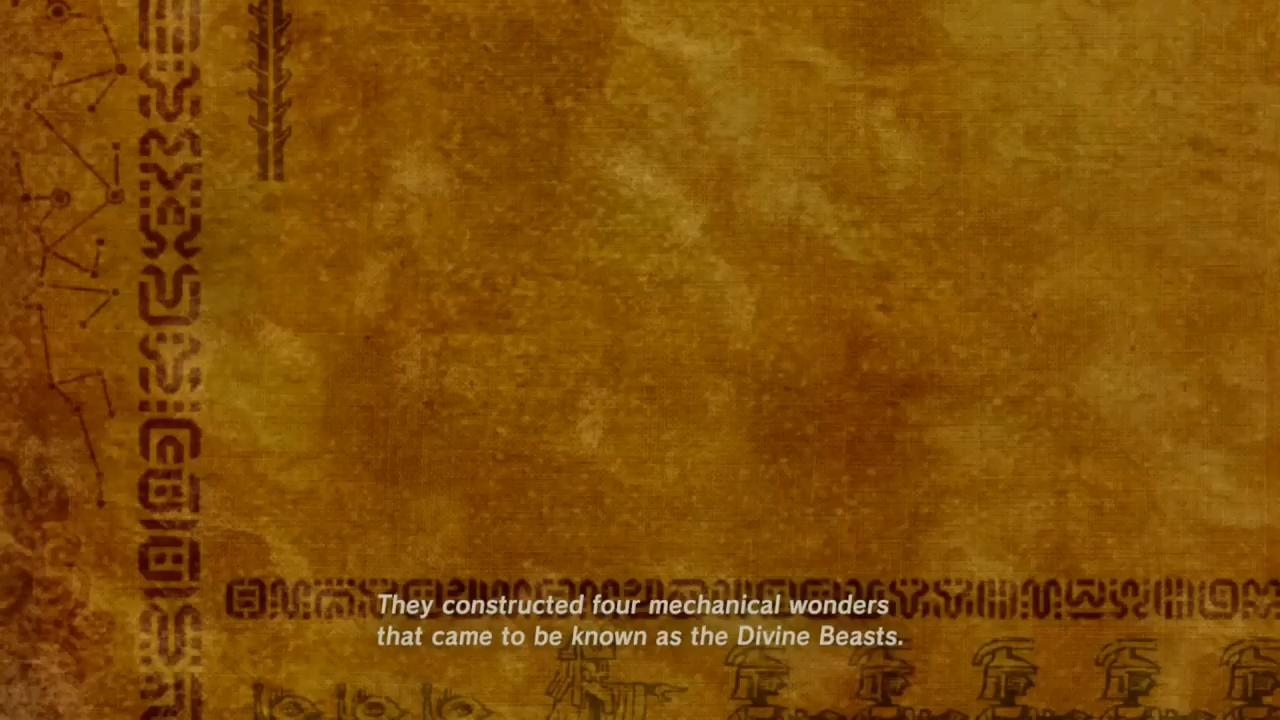 They constructed four mechanical wonders
that came to be known as the Divine Beasts.